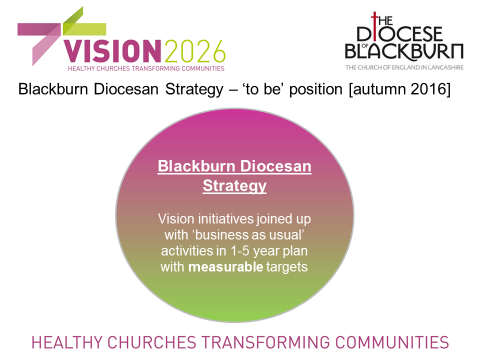 VISION2026
HEALTHY CHURCHES TRANSFORMING COMMUNITIES
THE
DIOCESE
OF
BLACKBURN
THE CHURCH OF ENGLAND IN LANCASHIRE
Blackburn Diocesan Strategy – ‘to be’ position [autumn 2016]
Blackburn Diocesan
Strategy
Vision initiatives joined up
with ‘business as usual’
activities in 1-5 year plan
with measurable targets
HEALTHY CHURCHES TRANSFORMING COMMUNITIES